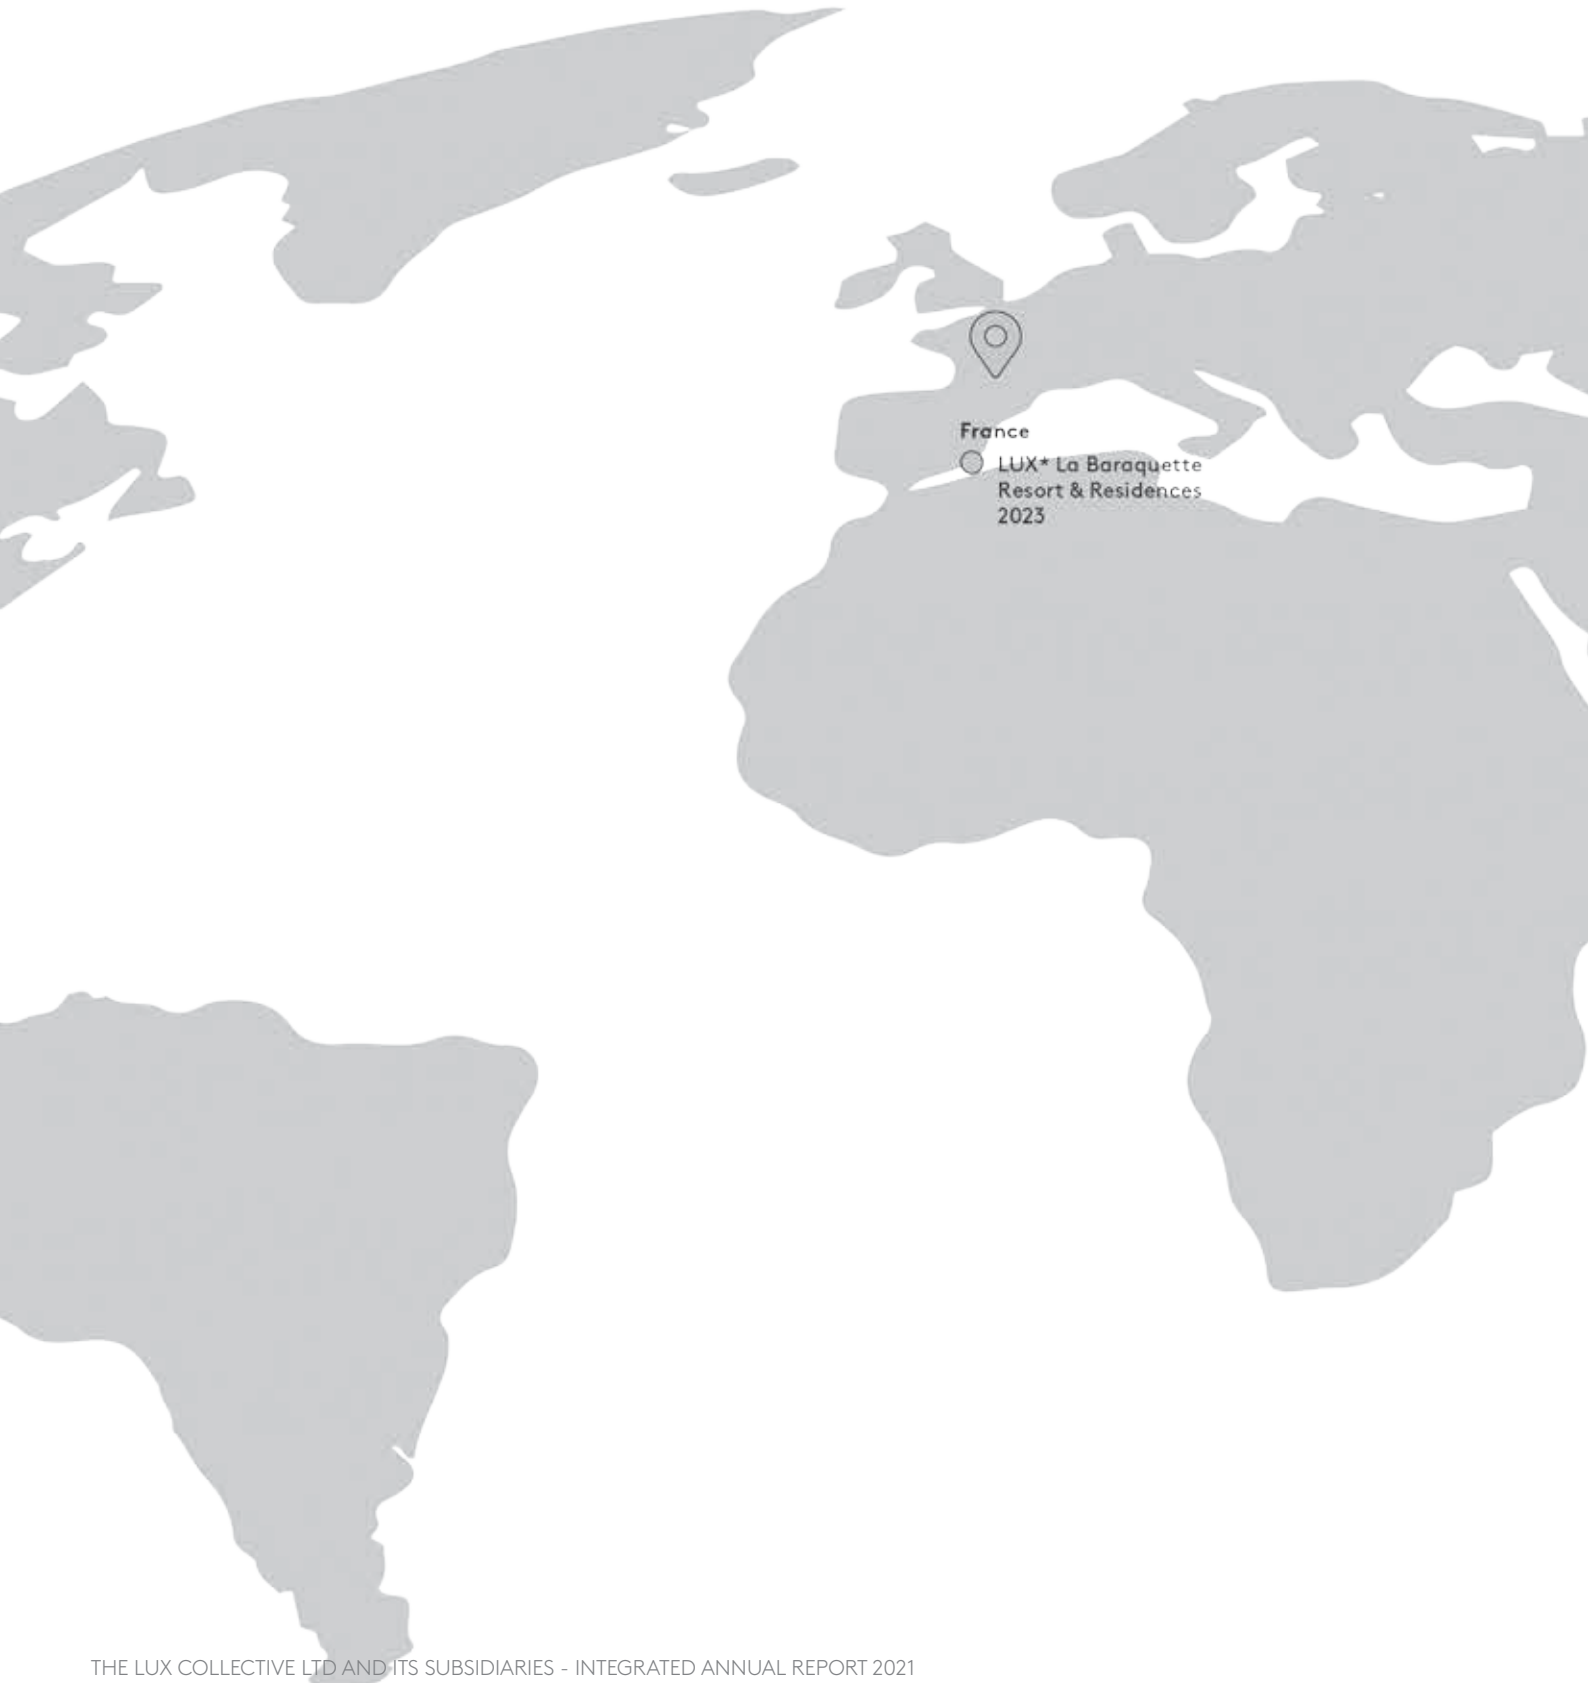 France
LUX* La Baraquette
Resort & Residences
2023
THE LUX COLLECTIVE LTD AND ITS SUBSIDIARIES - INTEGRATED ANNUAL REPORT 2021